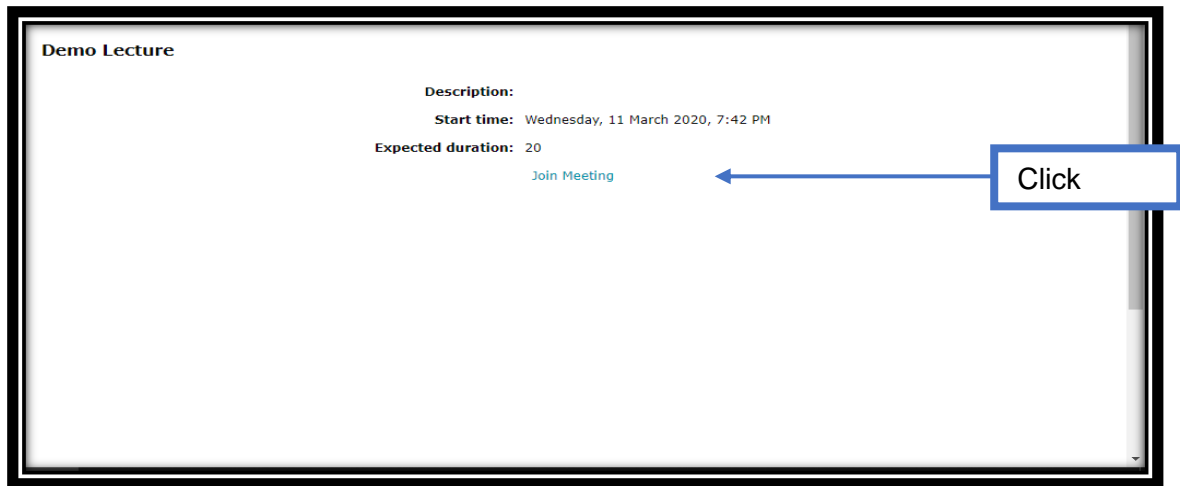 Demo Lecture
Description:
Start time: Wednesday, 11 March 2020, 7:42 PM
Expected duration: 20
Join Meeting
Click